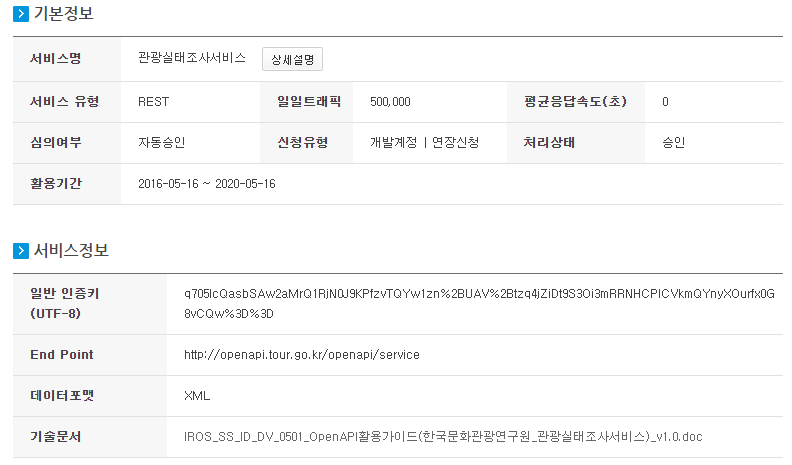 기본정보
서비스명 관광실태조사서비스 상세설명
서비스 유형 REST 일일트래픽 500,000 평균응답속도(초) 0
심의여부 자동승인 신청유형 개발계정 | 연장신청 처리상태 승인
활용기간 2016-05-16 ~ 2020-05-16
서비스정보
일반 인증키 q705lcQasbSAw2aMrQ1RjN0J9KPfzvTQYw1zn%2BUAV%2Btzq4jZiDt9S3Oi3mRRNHCPICVkmQYnyXOurfx0G
(UTF-8) 8vCQw%3D%3D
End Point http://openapi.tour.go.kr/openapi/service
데이터포맷 XML
기술문서 IROS_SS_ID_DV_0501_OpenAPI활용가이드(한국문화관광연구원_관광실태조사서비스)_v1.0.doc